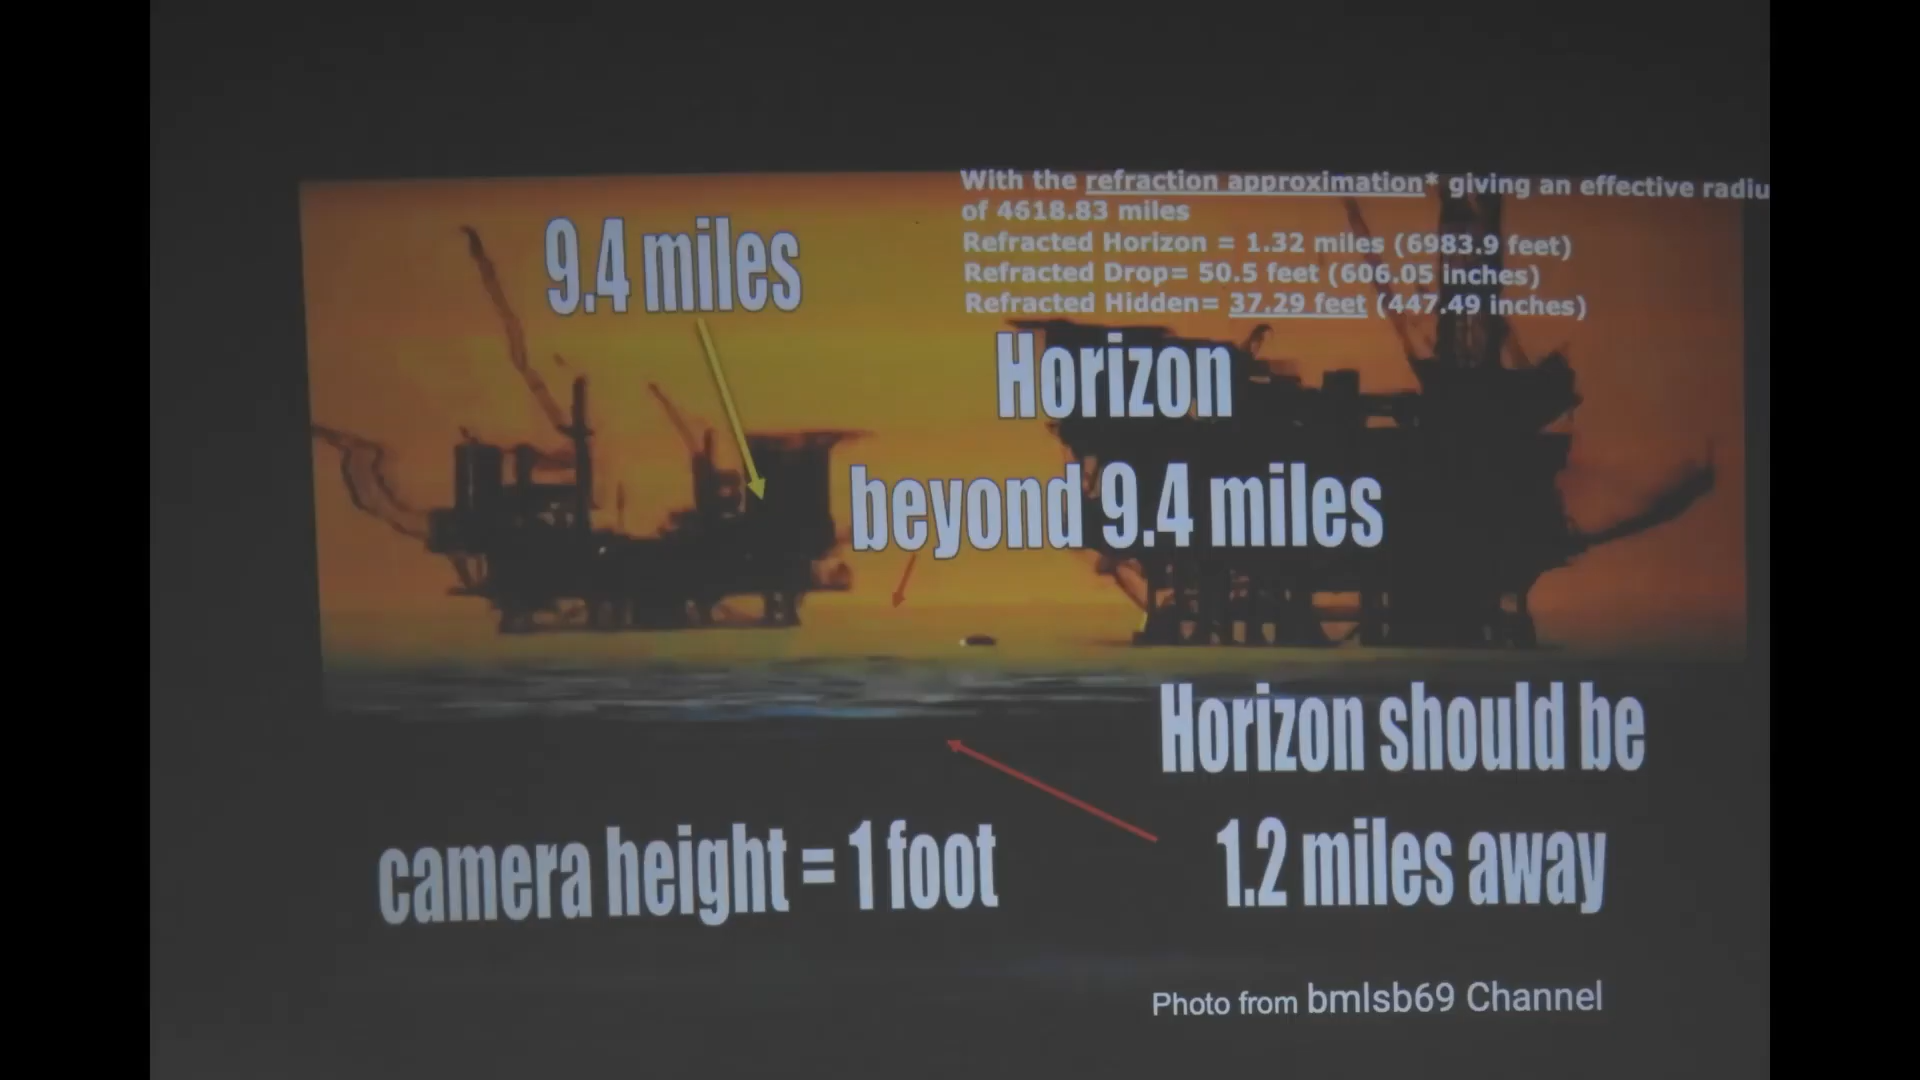 With the refraction approximation* giving an effective radiu
of 4618.83 miles
Refracted Horizon = 1.32 miles (6983.9 feet)
Refracted Drop= 50.5 feet (606.05 inches)
Refracted Hidden= 37.29 feet (447.49 inches)
9.4 miles
Horizon
beyond 9.4 miles
Horizon should be
1.2 miles away
camera height = 1 foot
Photo from bmlsb69 Channel